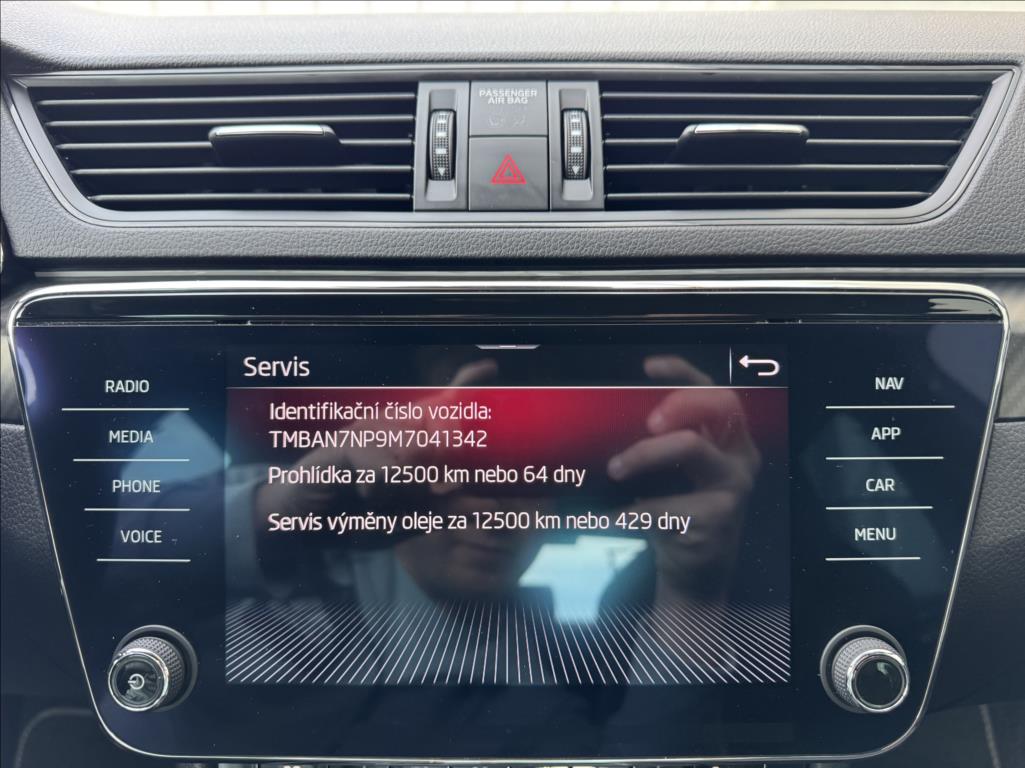 PASSENGER
AIR BAG
Servis
RADIO
MEDIA
PHONE
VOICE
Identifikační číslo vozidla:
TMBAN7NP9M7041342
Prohlídka za 12500 km nebo 64 dny
Servis výměny oleje za 12500 km nebo 429 dny
NAV
APP
CAR
MENU